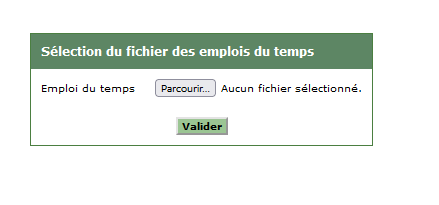 Sélection du fichier des emplois du temps
Emploi du temps Parcourir... Aucun fichier sélectionné.
Valider